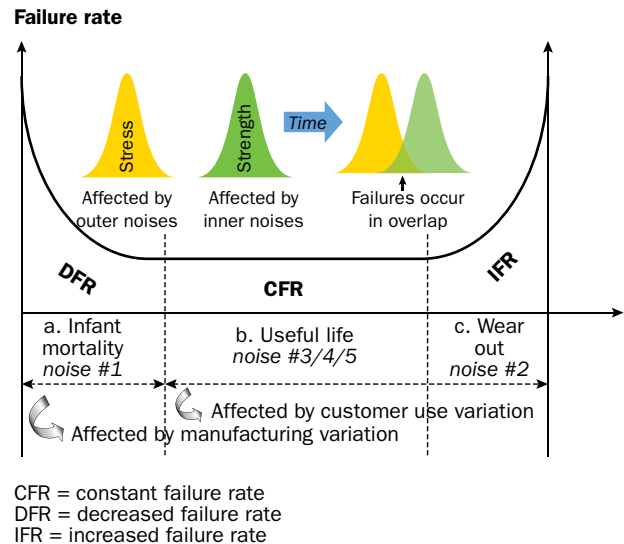 Failure rate
Stress
Strength
Time
Affected by
outer noises
Affected by
inner noises
Failures occur
in overlap
DFR
CFR
IFR
a. Infant
mortality
noise #1
b. Useful life
noise #3/4/5
c. Wear
out
noise #2
Affected by customer use variation
Affected by manufacturing variation
CFR = constant failure rate
DFR = decreased failure rate
IFR = increased failure rate